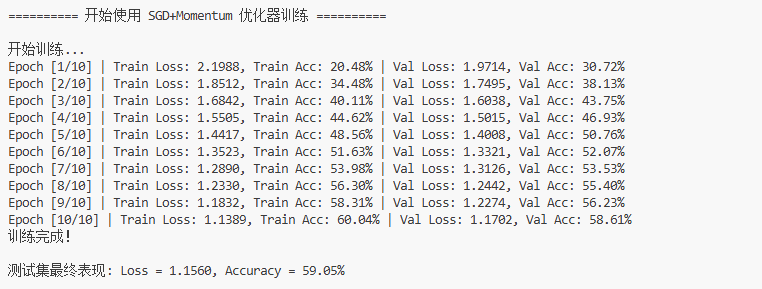 ========== 开始使用 SGD+Momentum 优化器训练 ==========
开始训练...
Epoch [1/10] | Train Loss: 2.1988, Train Acc: 20.48% | Val Loss: 1.9714, Val Acc: 30.72%
Epoch [2/10] | Train Loss: 1.8512, Train Acc: 34.48% | Val Loss: 1.7495, Val Acc: 38.13%
Epoch [3/10] | Train Loss: 1.6842, Train Acc: 40.11% | Val Loss: 1.6038, Val Acc: 43.75%
Epoch [4/10] | Train Loss: 1.5505, Train Acc: 44.62% | Val Loss: 1.5015, Val Acc: 46.93%
Epoch [5/10] | Train Loss: 1.4417, Train Acc: 48.56% | Val Loss: 1.4008, Val Acc: 50.76%
Epoch [6/10] | Train Loss: 1.3523, Train Acc: 51.63% | Val Loss: 1.3321, Val Acc: 52.07%
Epoch [7/10] | Train Loss: 1.2890, Train Acc: 53.98% | Val Loss: 1.3126, Val Acc: 53.53%
Epoch [8/10] | Train Loss: 1.2330, Train Acc: 56.30% | Val Loss: 1.2442, Val Acc: 55.40%
Epoch [9/10] | Train Loss: 1.1832, Train Acc: 58.31% | Val Loss: 1.2274, Val Acc: 56.23%
Epoch [10/10] | Train Loss: 1.1389, Train Acc: 60.04% | Val Loss: 1.1702, Val Acc: 58.61%
训练完成!
测试集最终表现: Loss = 1.1560, Accuracy = 59.05%